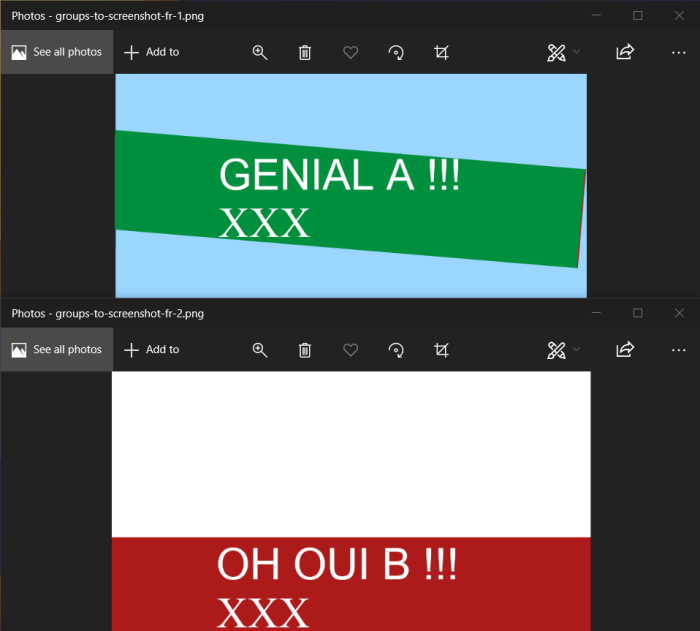 Photos - groups-to-screenshot-fr-1.png
See all photos
Add to
GENIAL A !!!
XXX
Photos - groups-to-screenshot-fr-2.png
See all photos
Add to
OH OUI B !!!
XXX